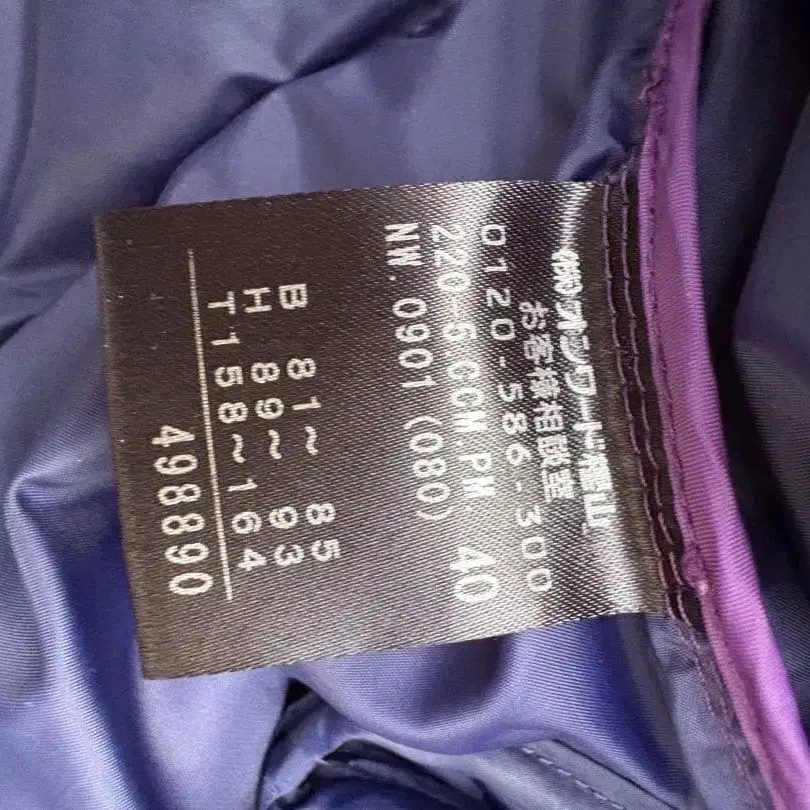 ㈱オンワード樫山
お客様相談室
0120-586-300
220-5.CCM.PM. 40
NW.0901(080)
B 81～ 85
H 89～ 93
T158～164
498890